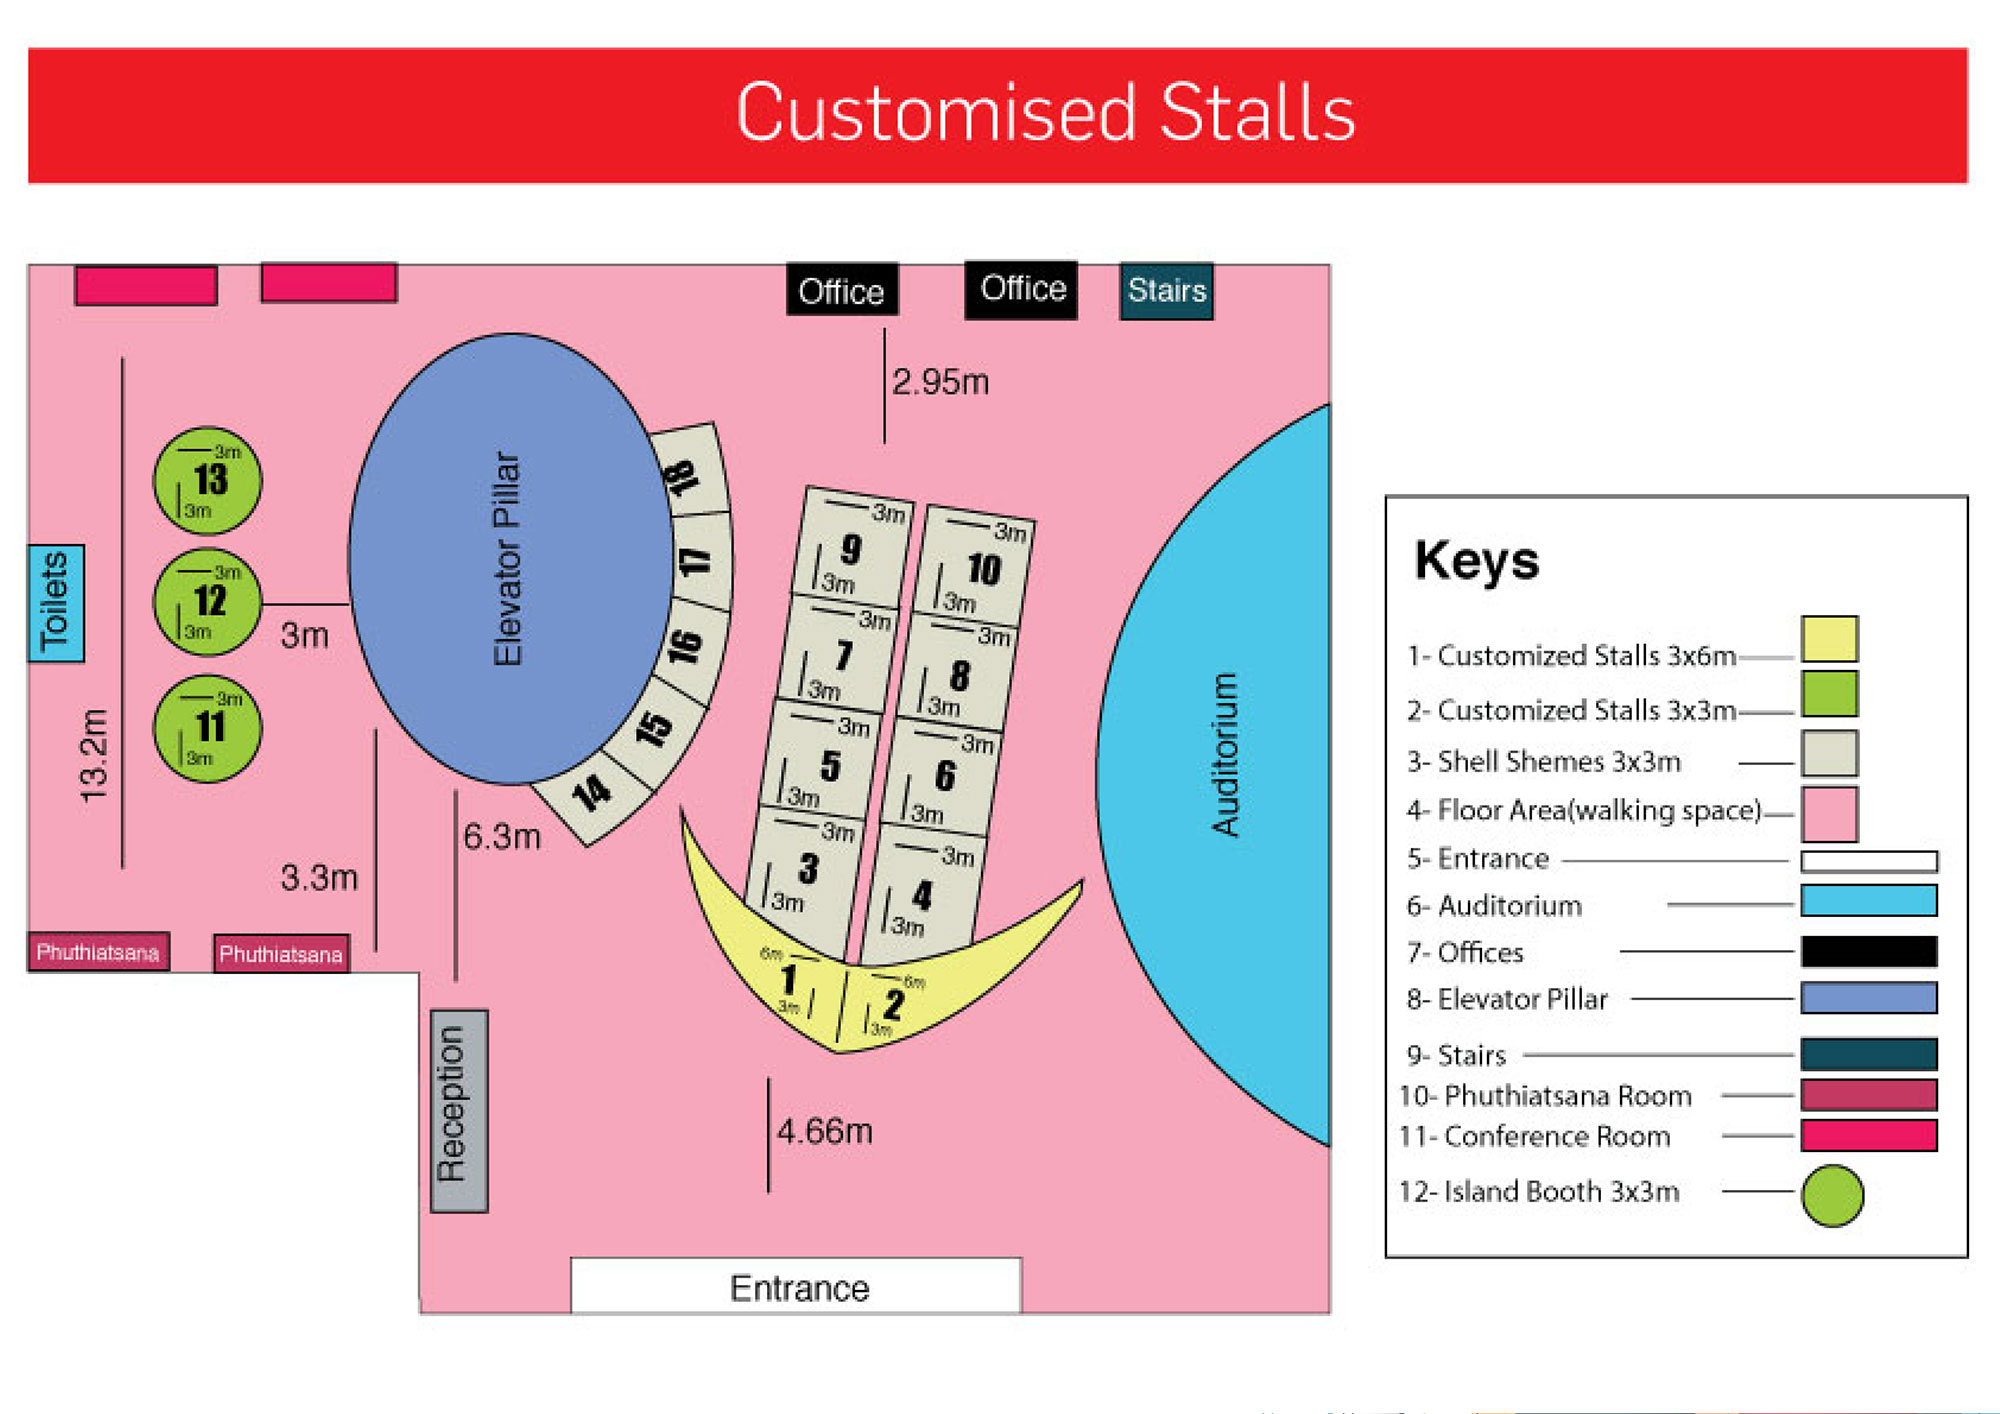 Customised Stalls
Office
Office
Stairs
2.95m
Elevator Pillar
Toilets
13.2m
3m
13
3m
3m
12
3m
3m
3m
11
3m
18
17
16
15
14
3m
9
3m
3m
10
3m
3m
7
3m
3m
8
3m
3m
5
3m
3m
6
3m
3m
3
3m
3m
4
3m
6m
1
3m
6m
2
3m
Auditorium
6.3m
3.3m
Phuthiatsana
Phuthiatsana
Reception
4.66m
Entrance
Keys
1- Customized Stalls 3x6m
2- Customized Stalls 3x3m
3- Shell Shemes 3x3m
4- Floor Area(walking space)
5- Entrance
6- Auditorium
7- Offices
8- Elevator Pillar
9- Stairs
10- Phuthiatsana Room
11- Conference Room
12- Island Booth 3x3m